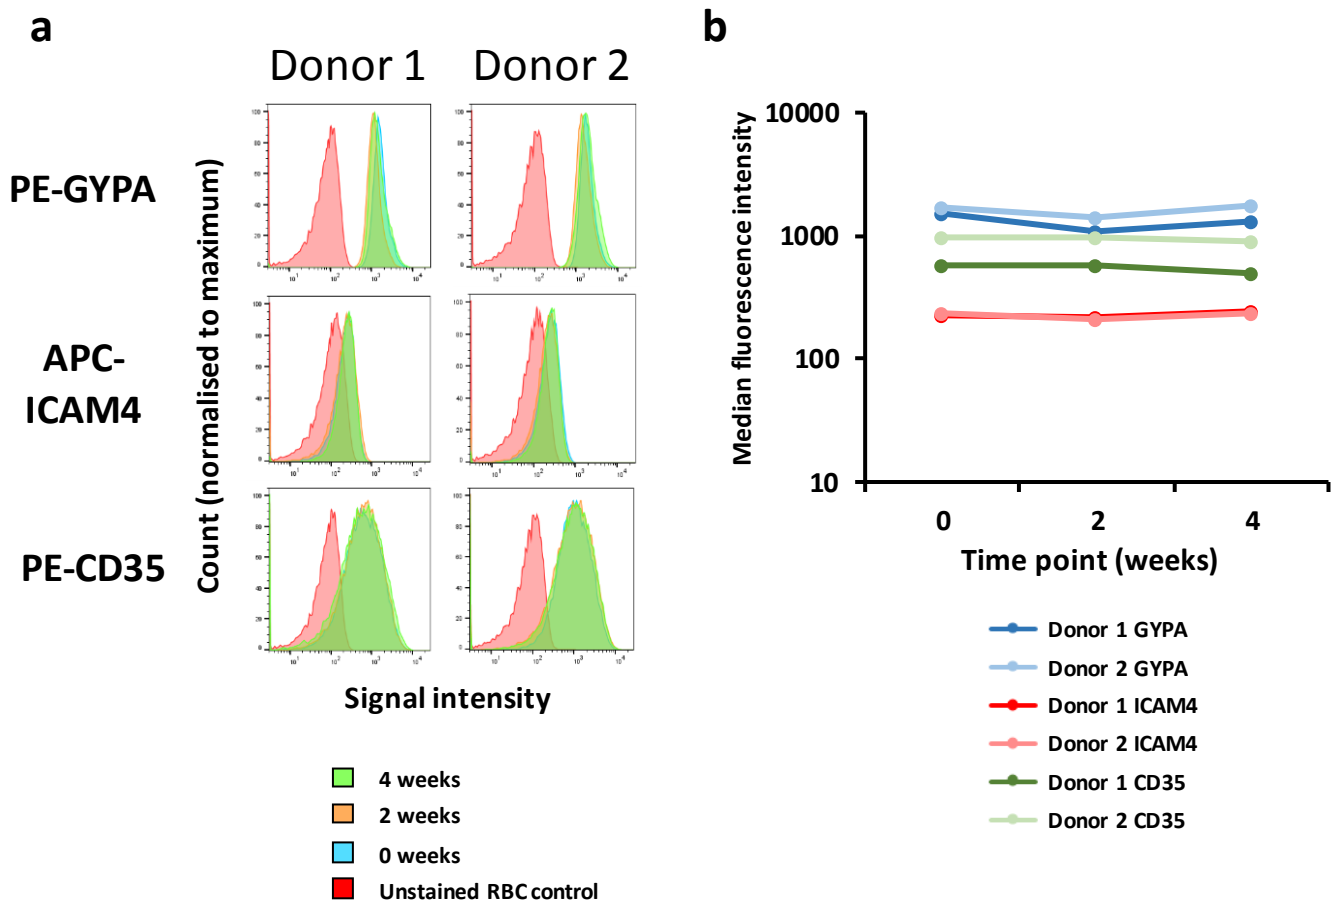 a
Donor 1
Donor 2
PE-GYPA
APC-
ICAM4
PE-CD35
Count (normalised to maximum)
Signal intensity
4 weeks
2 weeks
0 weeks
Unstained RBC control
b
Median fluorescence intensity
10000
1000
100
10
0
2
4
Time point (weeks)
Donor 1 GYPA
Donor 2 GYPA
Donor 1 ICAM4
Donor 2 ICAM4
Donor 1 CD35
Donor 2 CD35